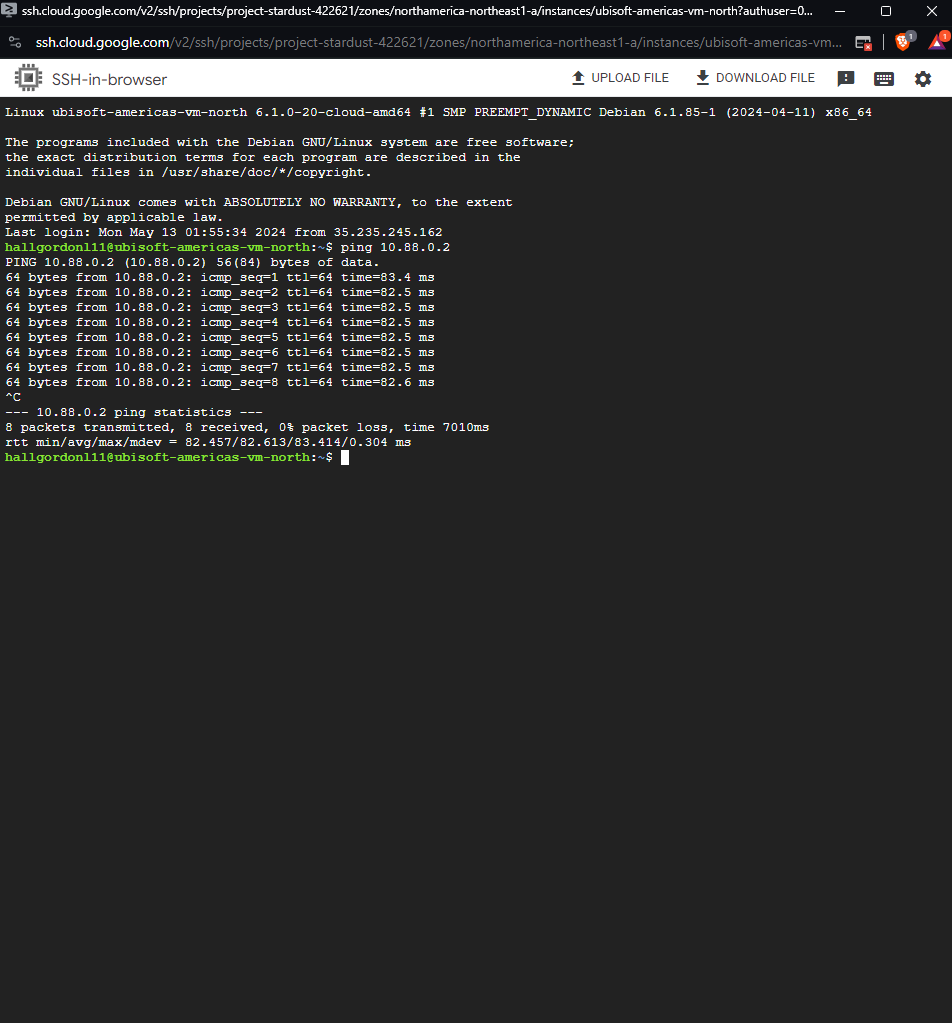 ssh.cloud.google.com/v2/ssh/projects/project-stardust-422621/zones/northamerica-northeast1-a/instances/ubisoft-americas-vm-north?authuser=0...
ssh.cloud.google.com/v2/ssh/projects/project-stardust-422621/zones/northamerica-northeast1-a/instances/ubisoft-americas-vm... 1 1
SSH-in-browser UPLOAD FILE DOWNLOAD FILE
Linux ubisoft-americas-vm-north 6.1.0-20-cloud-amd64 #1 SMP PREEMPT_DYNAMIC Debian 6.1.85-1 (2024-04-11) x86_64
The programs included with the Debian GNU/Linux system are free software;
the exact distribution terms for each program are described in the
individual files in /usr/share/doc/*/copyright.
Debian GNU/Linux comes with ABSOLUTELY NO WARRANTY, to the extent
permitted by applicable law.
Last login: Mon May 13 01:55:34 2024 from 35.235.245.162
hallgordonl11@ubisoft-americas-vm-north:~$ ping 10.88.0.2
PING 10.88.0.2 (10.88.0.2) 56(84) bytes of data.
64 bytes from 10.88.0.2: icmp_seq=1 ttl=64 time=83.4 ms
64 bytes from 10.88.0.2: icmp_seq=2 ttl=64 time=82.5 ms
64 bytes from 10.88.0.2: icmp_seq=3 ttl=64 time=82.5 ms
64 bytes from 10.88.0.2: icmp_seq=4 ttl=64 time=82.5 ms
64 bytes from 10.88.0.2: icmp_seq=5 ttl=64 time=82.5 ms
64 bytes from 10.88.0.2: icmp_seq=6 ttl=64 time=82.5 ms
64 bytes from 10.88.0.2: icmp_seq=7 ttl=64 time=82.5 ms
64 bytes from 10.88.0.2: icmp_seq=8 ttl=64 time=82.6 ms
^C
--- 10.88.0.2 ping statistics ---
8 packets transmitted, 8 received, 0% packet loss, time 7010ms
rtt min/avg/max/mdev = 82.457/82.613/83.414/0.304 ms
hallgordonl11@ubisoft-americas-vm-north:~$